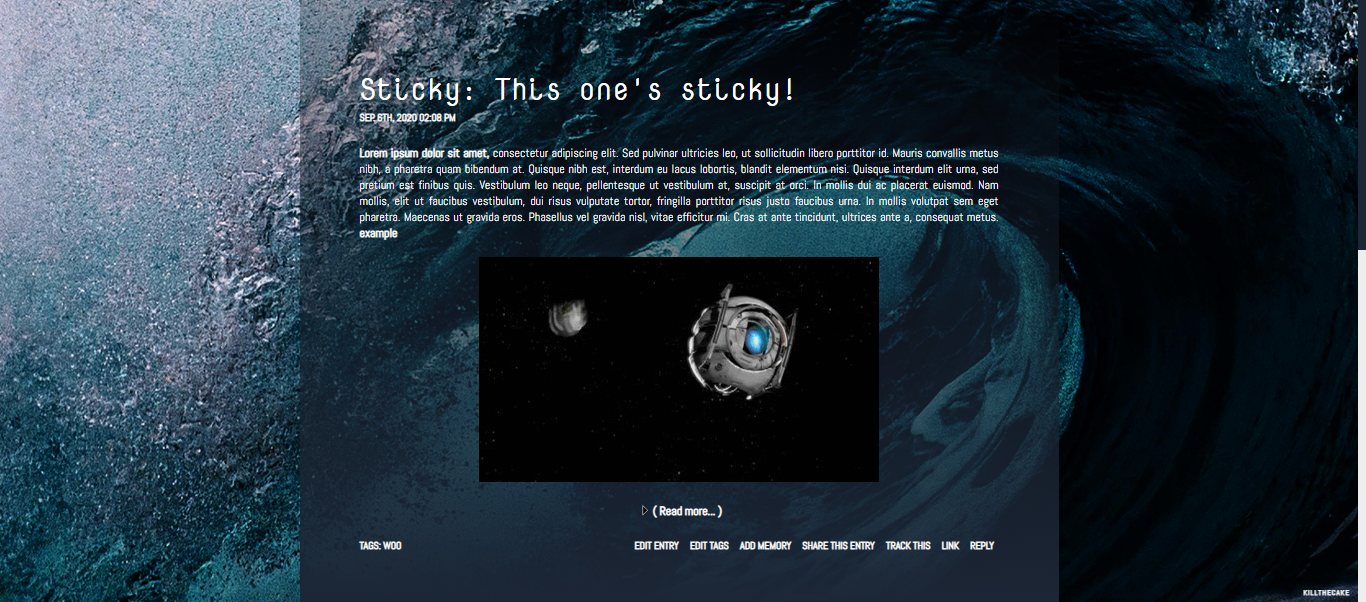 Sticky: This one's sticky!
SEP. 6TH, 2020 02:08 PM
Lorem ipsum dolor sit amet, consectetur adipiscing elit. Sed pulvinar ultricies leo, ut sollicitudin libero porttitor id. Mauris convallis metus
nibh, a pharetra quam bibendum at. Quisque nibh est, interdum eu lacus lobortis, blandit elementum nisi. Quisque interdum elit urna, sed
pretium est finibus quis. Vestibulum leo neque, pellentesque ut vestibulum at, suscipit at orci. In mollis dui ac placerat euismod. Nam
mollis, elit ut faucibus vestibulum, dui risus vulputate tortor, fringilla porttitor risus justo faucibus urna. In mollis volutpat sem eget
pharetra. Maecenas ut gravida eros. Phasellus vel gravida nisl, vitae efficitur mi. Cras at ante tincidunt, ultrices ante a, consequat metus.
example
( Read more... )
TAGS: WOO EDIT ENTRY EDIT TAGS ADD MEMORY SHARE THIS ENTRY TRACK THIS LINK REPLY
KILLTHECAKE